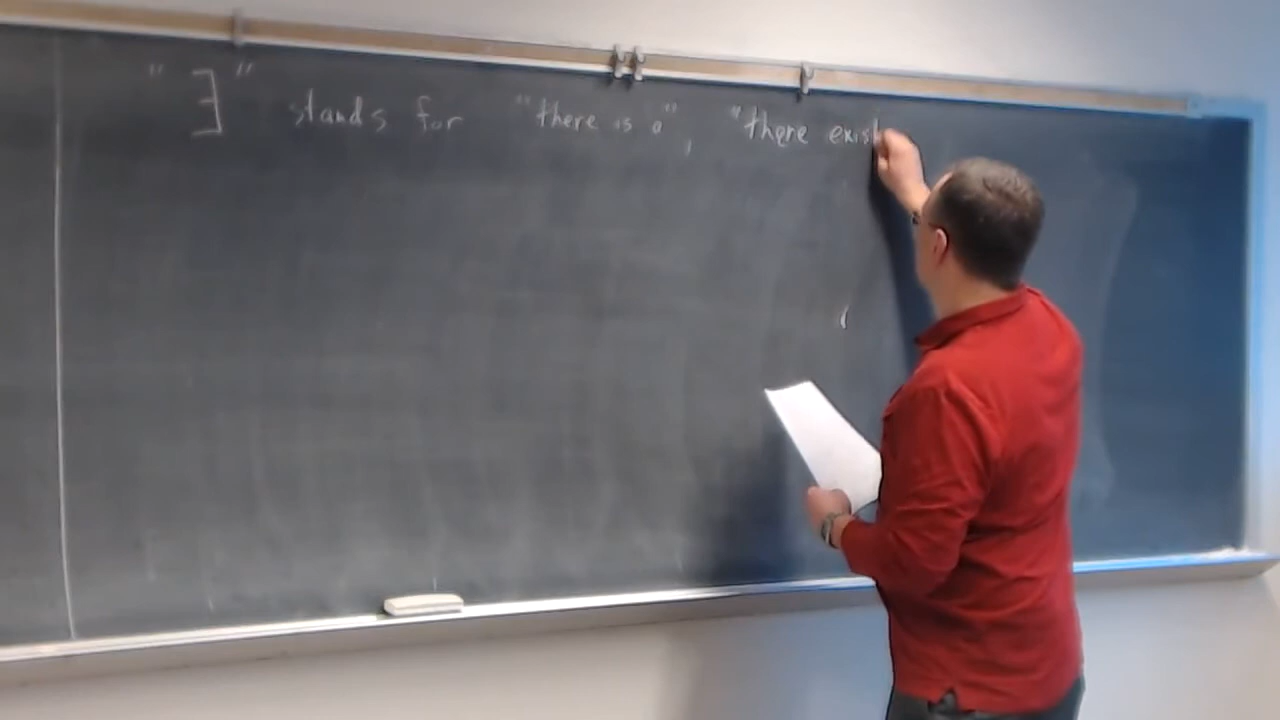 "∃" stands for "there is a", "there exist